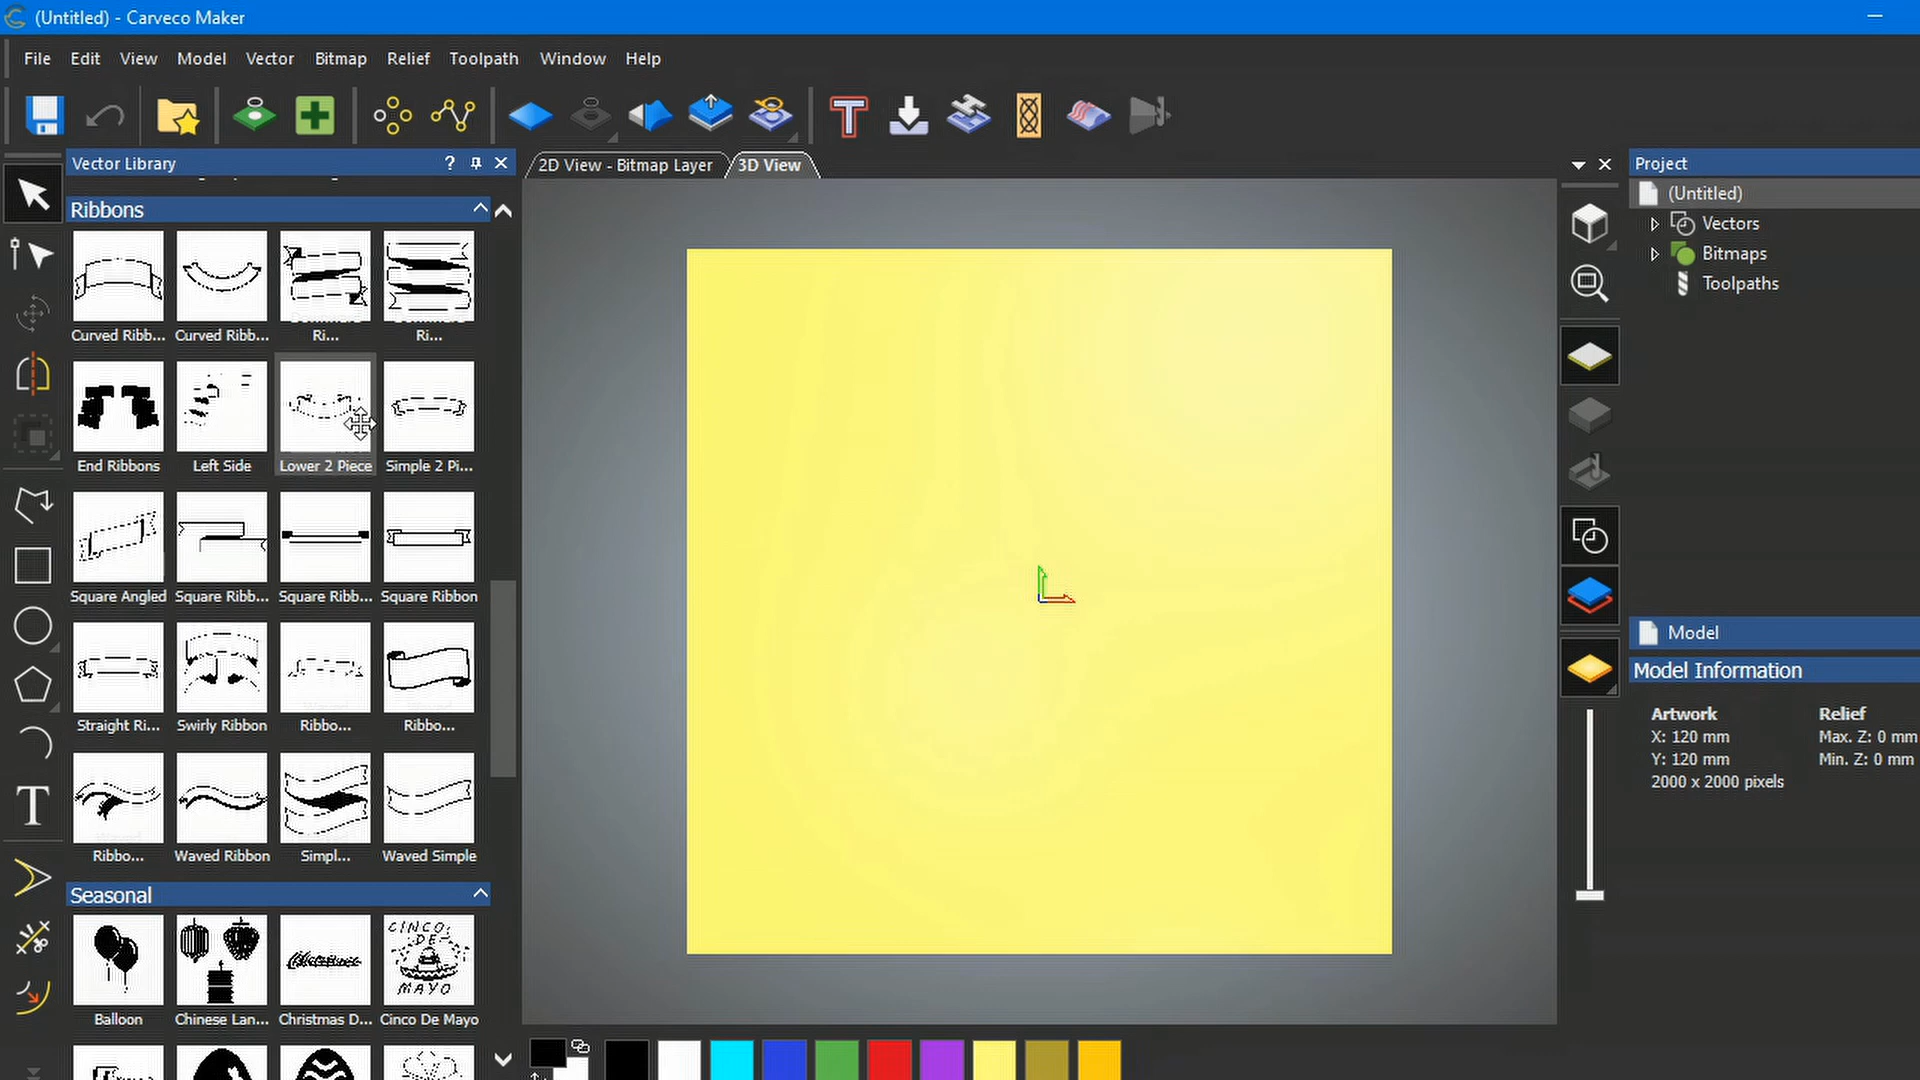 (Untitled) - Carveco Maker
File Edit View Model Vector Bitmap Relief Toolpath Window Help
Vector Library ?
2D View - Bitmap Layer 3D View
Project
(Untitled)
Vectors
Bitmaps
Toolpaths
Ribbons
Curved Ribb... Curved Ribb... Ri... Ri...
End Ribbons Left Side Lower 2 Piece Simple 2 Pi...
Square Angled Square Ribb... Square Ribb... Square Ribbon
Straight Ri... Swirly Ribbon Ribbo... Ribbo...
Ribbo... Waved Ribbon Simpl... Waved Simple
Seasonal
CINCO
DE
MAYO
Balloon Chinese Lan... Christmas D... Cinco De Mayo
Model
Model Information
Artwork Relief
X: 120 mm Max. Z: 0 mm
Y: 120 mm Min. Z: 0 mm
2000 x 2000 pixels